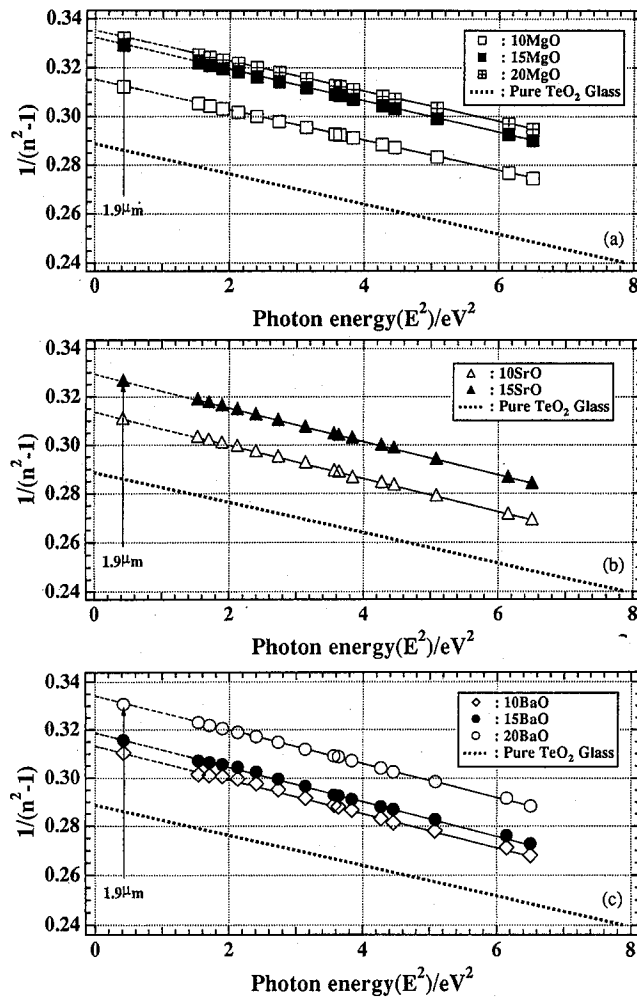 0.34
0.32
0.30
0.28
0.26
0.24
1/(n²-1)
: 10MgO
: 15MgO
: 20MgO
: Pure TeO₂ Glass
1.9μm
(a)
0 2 4 6 8
Photon energy(E²)/eV²
0.34
0.32
0.30
0.28
0.26
0.24
1/(n²-1)
: 10SrO
: 15SrO
: Pure TeO₂ Glass
1.9μm
(b)
0 2 4 6 8
Photon energy(E²)/eV²
0.34
0.32
0.30
0.28
0.26
0.24
1/(n²-1)
: 10BaO
: 15BaO
: 20BaO
: Pure TeO₂ Glass
1.9μm
(c)
0 2 4 6 8
Photon energy(E²)/eV²